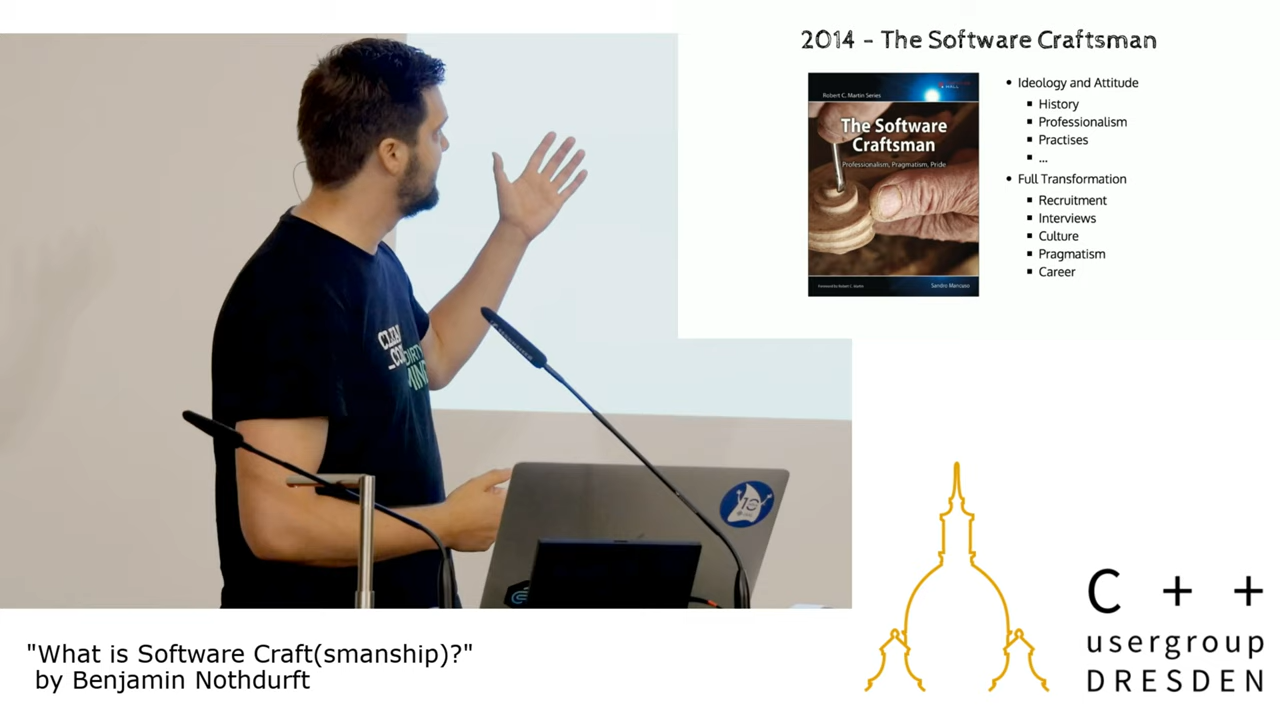 2014 - The Software Craftsman
Robert C. Martin Series
The Software
Craftsman
Professionalism, Pragmatism, Pride
Sandro Mancuso
• Ideology and Attitude
▪ History
▪ Professionalism
▪ Practises
▪ ...
• Full Transformation
▪ Recruitment
▪ Interviews
▪ Culture
▪ Pragmatism
▪ Career
10
"What is Software Craft(smanship)?"
by Benjamin Nothdurft
C + +
usergroup
DRESDEN